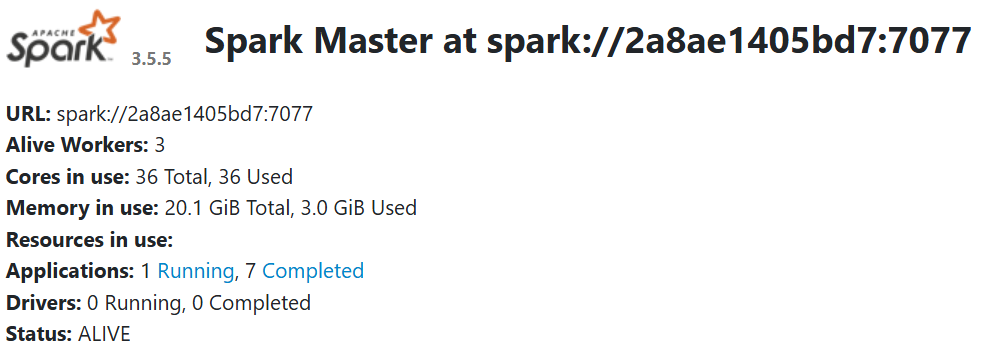 APACHE
Spark™ 3.5.5 Spark Master at spark://2a8ae1405bd7:7077
URL: spark://2a8ae1405bd7:7077
Alive Workers: 3
Cores in use: 36 Total, 36 Used
Memory in use: 20.1 GiB Total, 3.0 GiB Used
Resources in use:
Applications: 1 Running, 7 Completed
Drivers: 0 Running, 0 Completed
Status: ALIVE